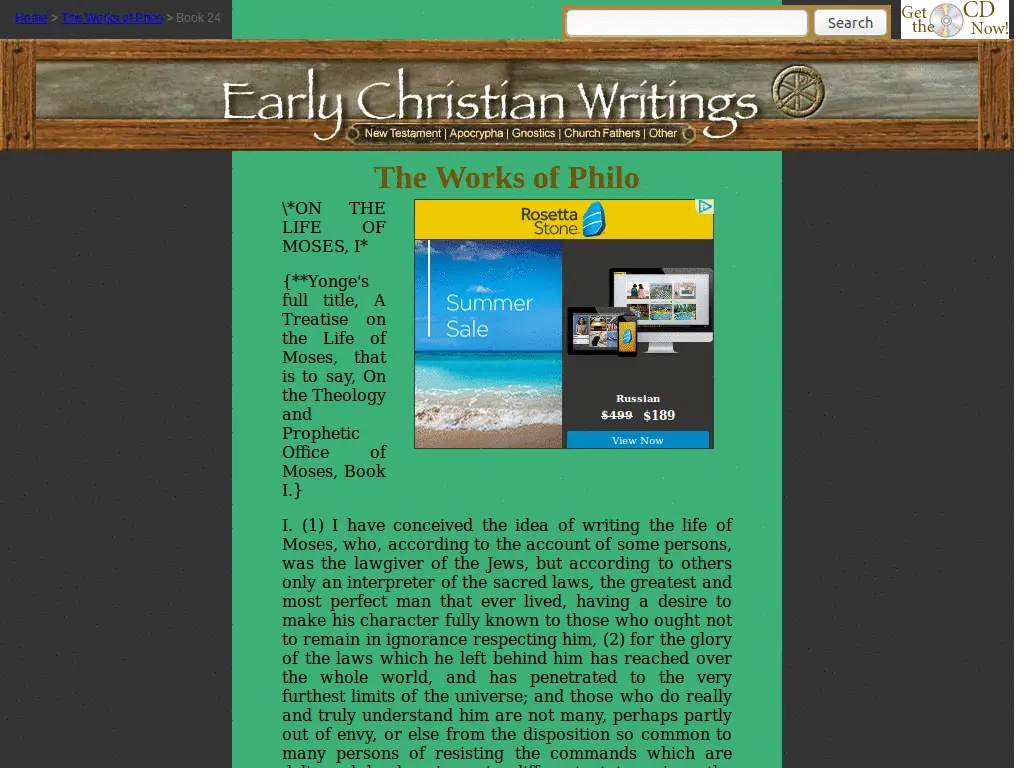 Home > The Works of Philo > Book 24
Search
Get the CD Now!
Early Christian Writings
New Testament | Apocrypha | Gnostics | Church Fathers | Other
The Works of Philo
\*ON THE
LIFE OF
MOSES, I*
{**Yonge's
full title, A
Treatise on
the Life of
Moses, that
is to say, On
the Theology
and
Prophetic
Office of
Moses, Book
I.}
Rosetta
Stone
Summer
Sale
Russian
$499 $189
View Now
I. (1) I have conceived the idea of writing the life of
Moses, who, according to the account of some persons,
was the lawgiver of the Jews, but according to others
only an interpreter of the sacred laws, the greatest and
most perfect man that ever lived, having a desire to
make his character fully known to those who ought not
to remain in ignorance respecting him, (2) for the glory
of the laws which he left behind him has reached over
the whole world, and has penetrated to the very
furthest limits of the universe; and those who do really
and truly understand him are not many, perhaps partly
out of envy, or else from the disposition so common to
many persons of resisting the commands which are